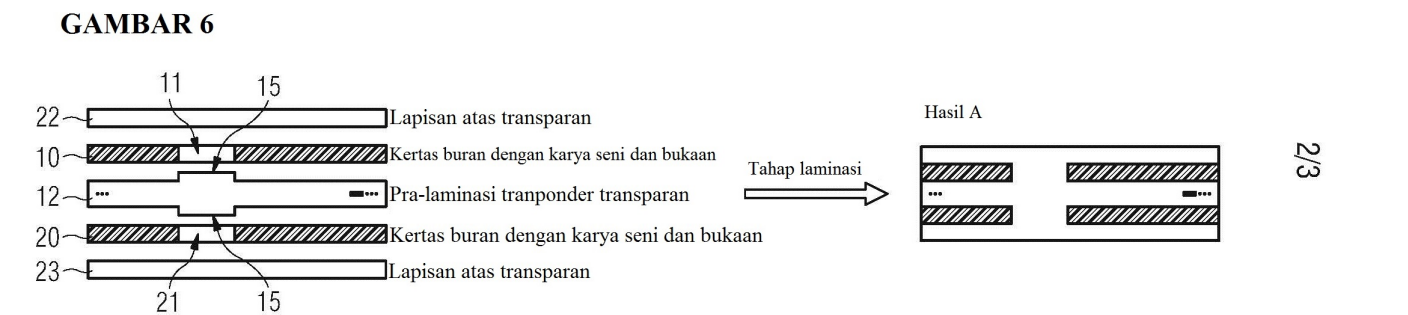 GAMBAR 6
11 15
22 Lapisan atas transparan
10 Kertas buran dengan karya seni dan bukaan
12 Pra-laminasi tranponder transparan
20 Kertas buran dengan karya seni dan bukaan
23 Lapisan atas transparan
21 15
Tahap laminasi
Hasil A
2/3